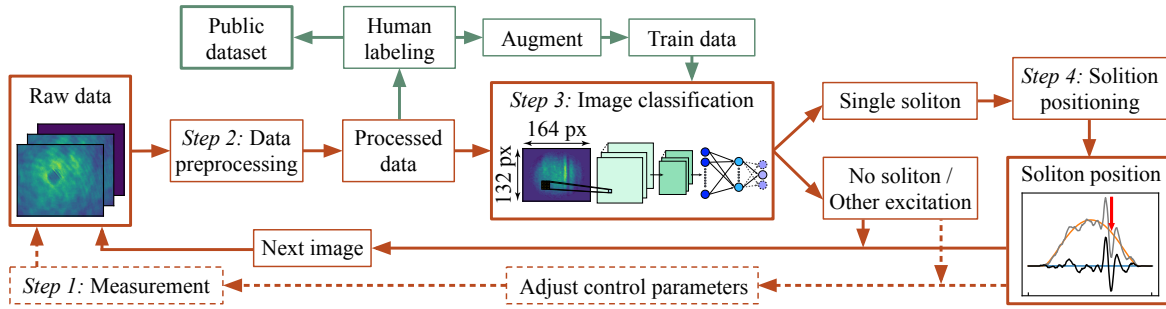 Public
dataset
Human
labeling
Augment
Train data
Raw data
Step 2: Data
preprocessing
Processed
data
Step 3: Image classification
164 px
132 px
Single soliton
Step 4: Solition
positioning
No soliton /
Other excitation
Soliton position
Next image
Step 1: Measurement
Adjust control parameters